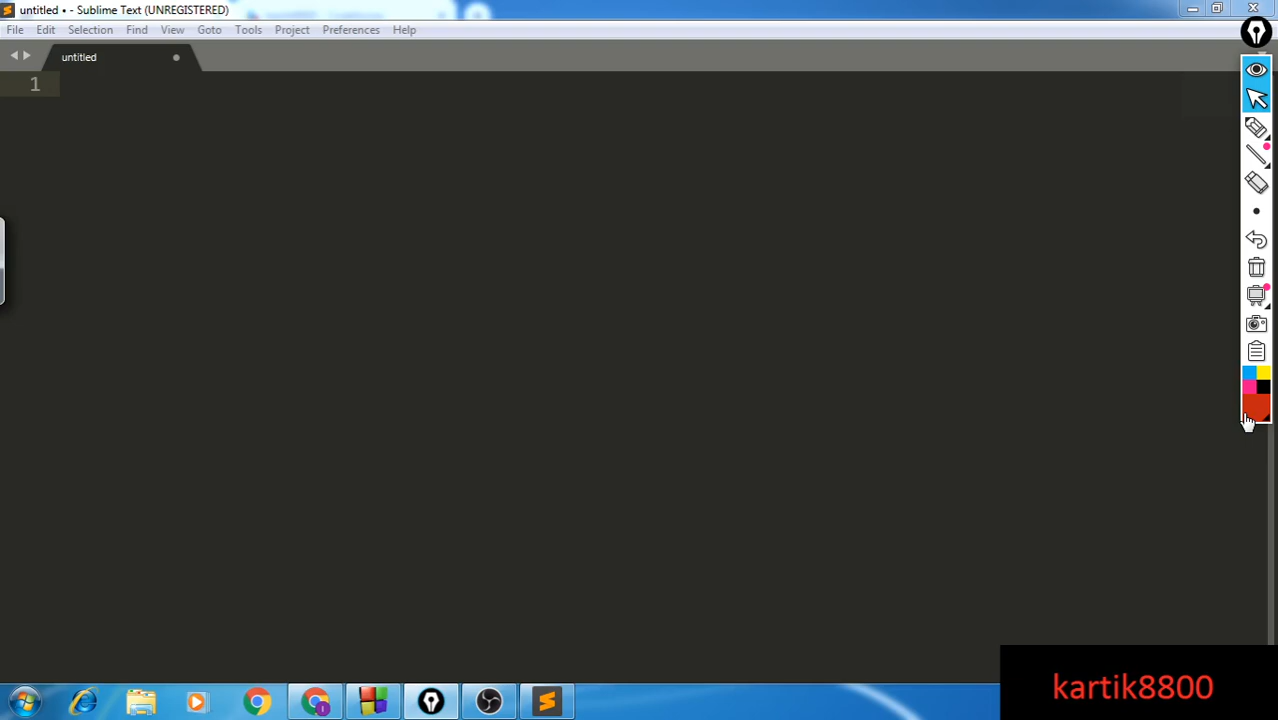 untitled • - Sublime Text (UNREGISTERED)
File Edit Selection Find View Goto Tools Project Preferences Help
untitled
1
kartik8800